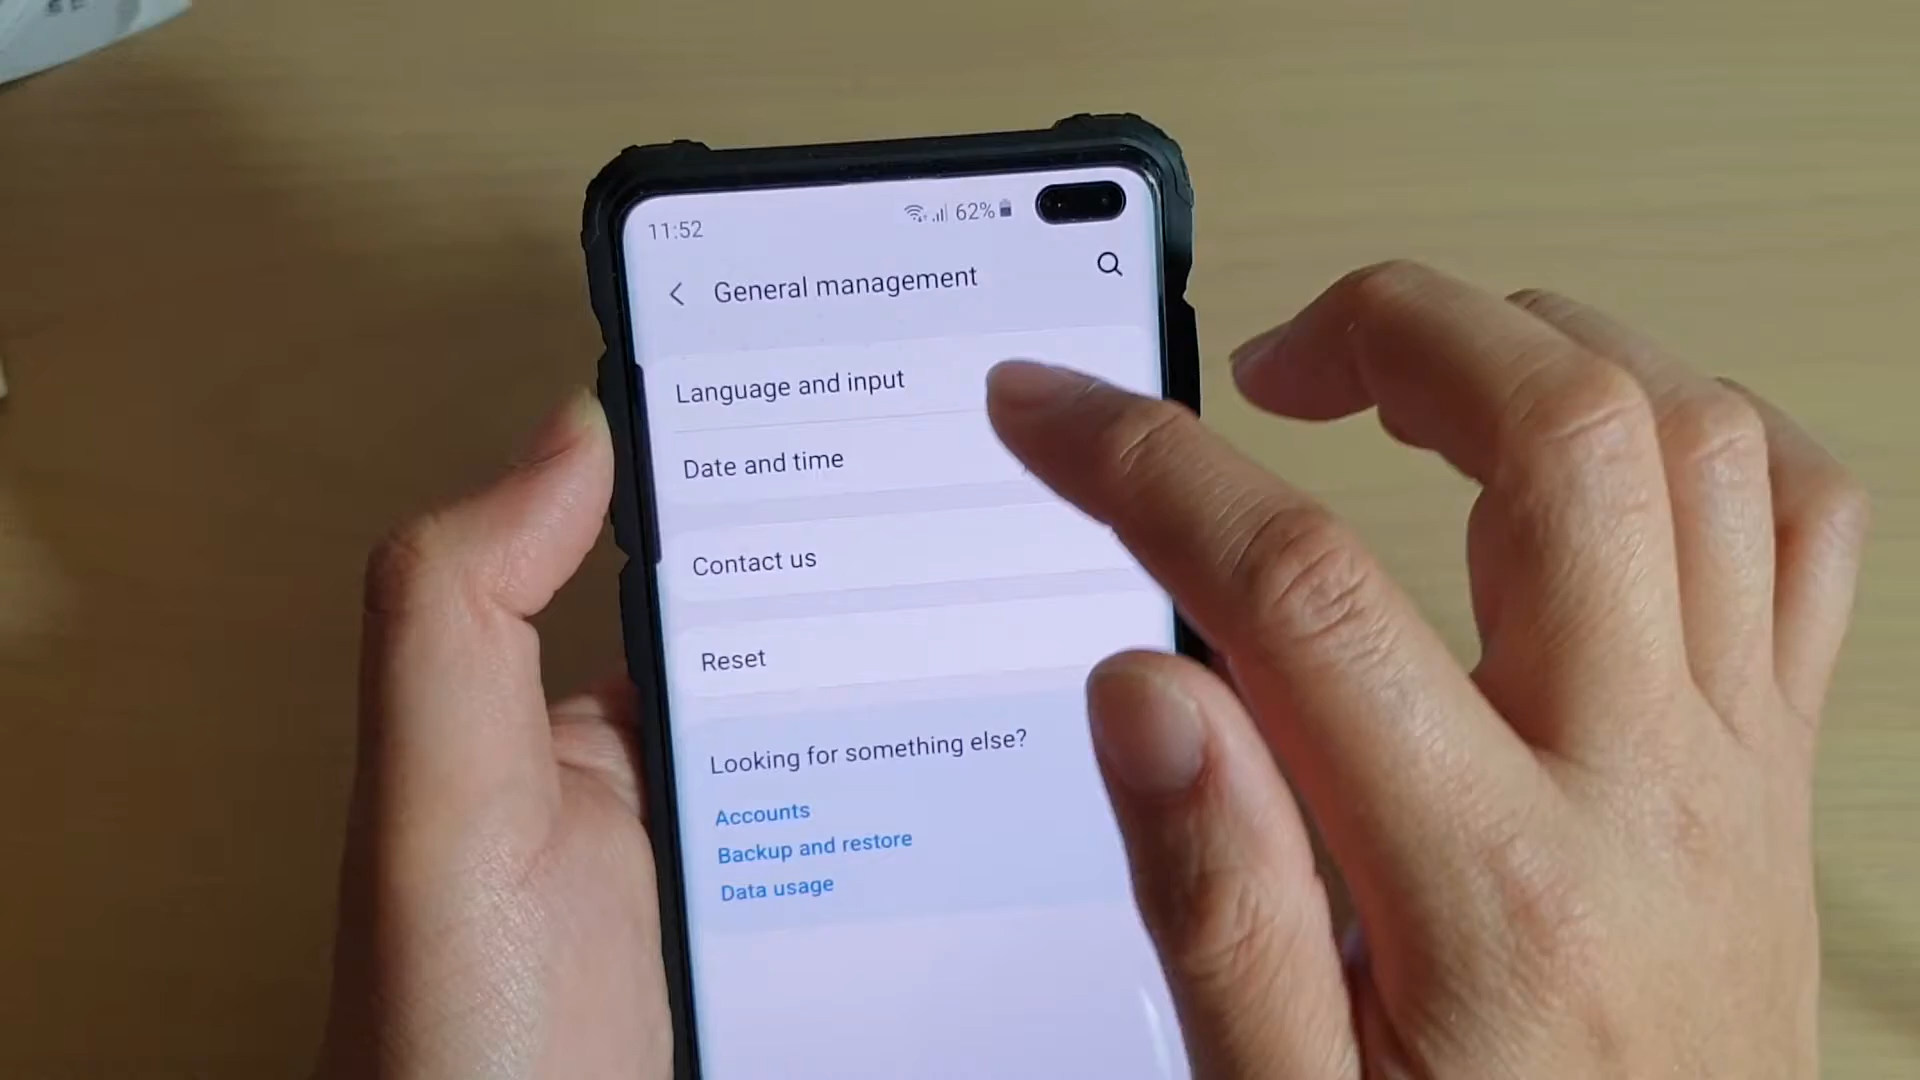 11:52
62%
General management
Language and input
Date and time
Contact us
Reset
Looking for something else?
Accounts
Backup and restore
Data usage